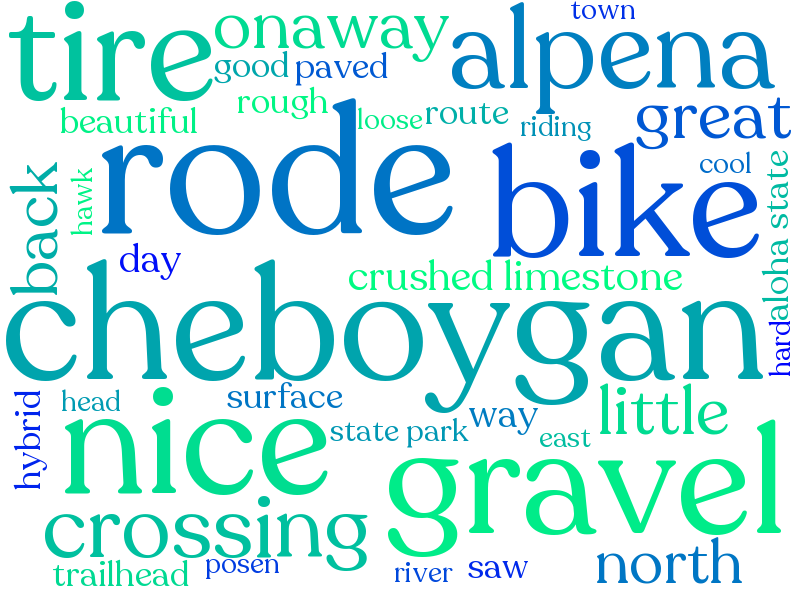 town
tire
onaway
alpena
good
paved
beautiful
rough
loose
route
riding
great
back
hawk
rode
bike
cool
aloha state
day
crushed limestone
cheboygan
hard
hybrid
head
surface
nice
state park
way
east
little
crossing
gravel
trailhead
posen
river
saw
north